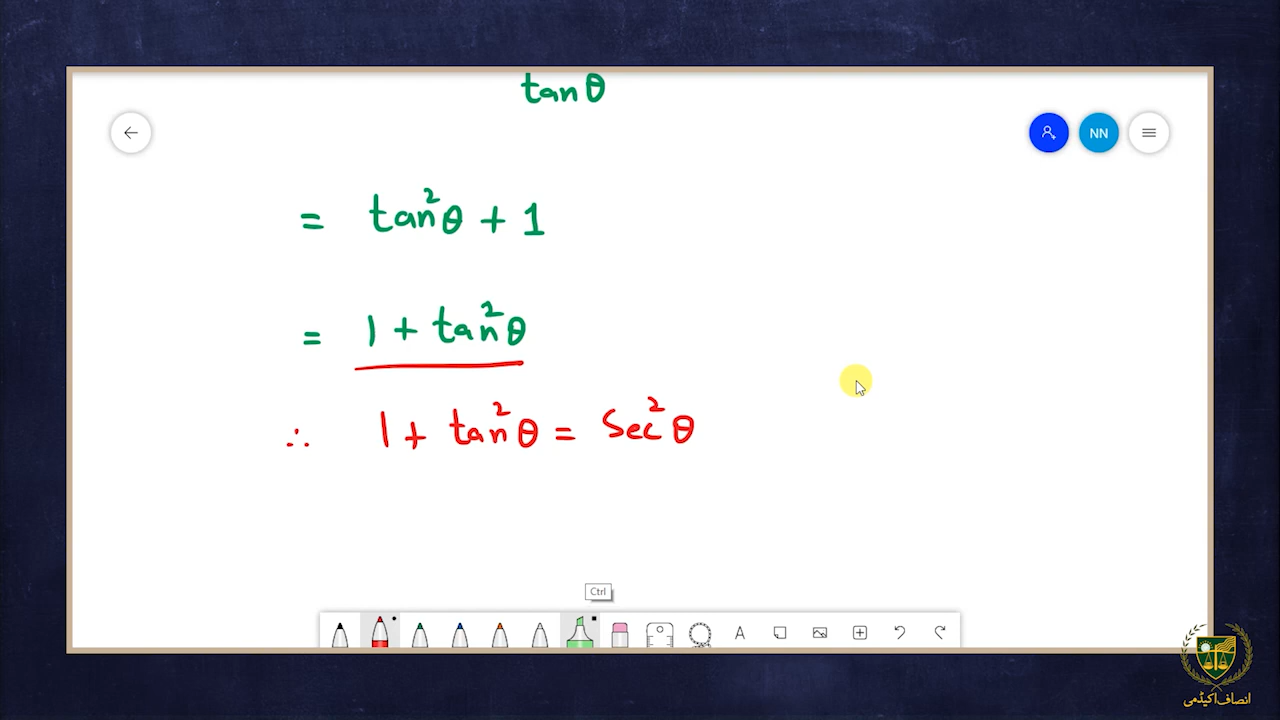 tanθ
NN
= tan²θ + 1
= 1 + tan²θ
∴ 1 + tan²θ = Sec²θ
Ctrl
A
انصاف اکیڈمی